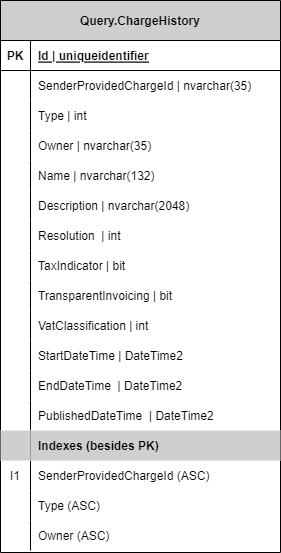 Query.ChargeHistory
PK Id | uniqueidentifier
SenderProvidedChargeId | nvarchar(35)
Type | int
Owner | nvarchar(35)
Name | nvarchar(132)
Description | nvarchar(2048)
Resolution | int
TaxIndicator | bit
TransparentInvoicing | bit
VatClassification | int
StartDateTime | DateTime2
EndDateTime | DateTime2
PublishedDateTime | DateTime2
Indexes (besides PK)
I1 SenderProvidedChargeId (ASC)
Type (ASC)
Owner (ASC)